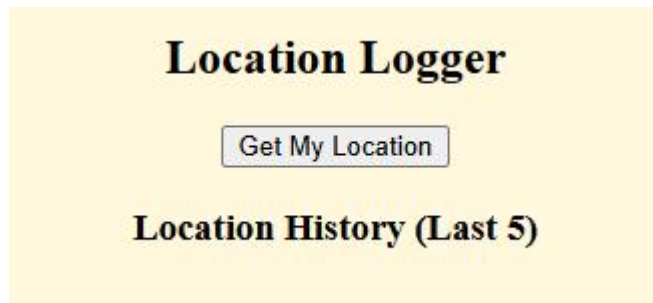 Location Logger
Get My Location
Location History (Last 5)